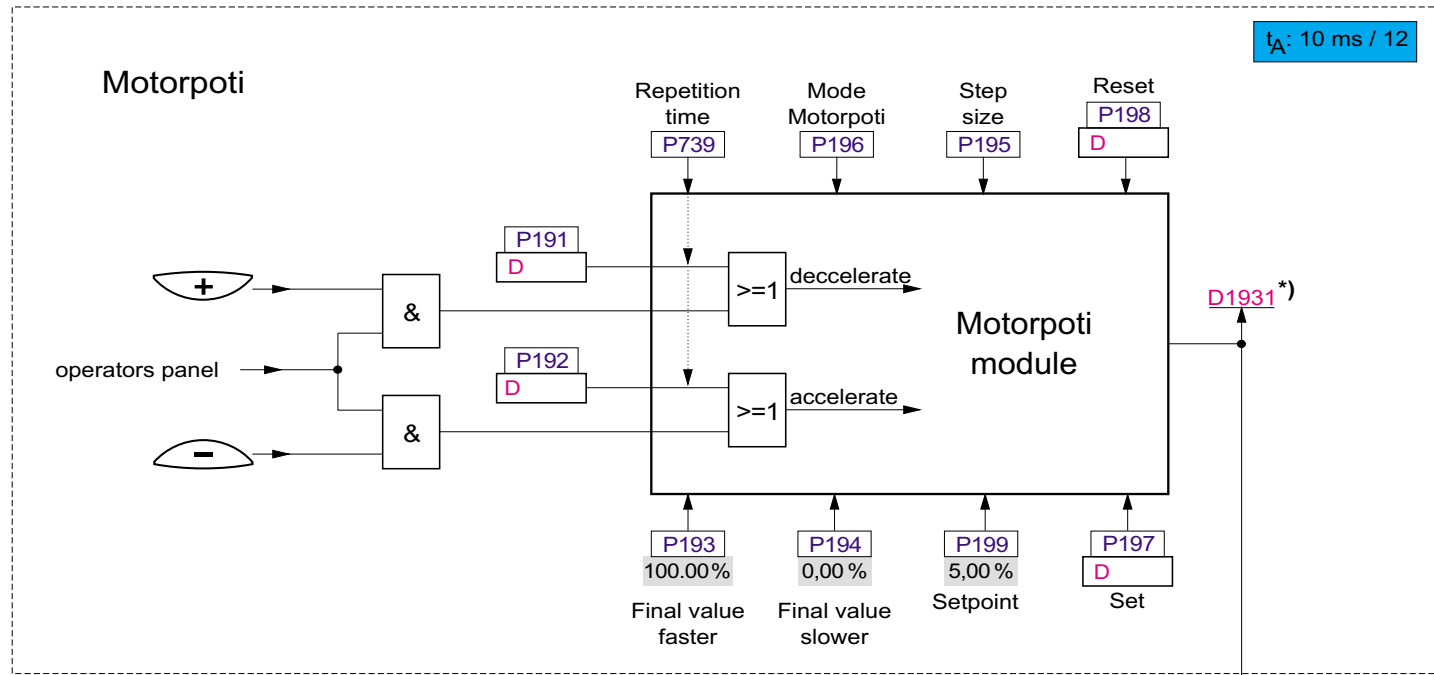 tA: 10 ms / 12
Motorpoti
Repetition
time
P739
Mode
Motorpoti
P196
Step
size
P195
Reset
P198
D
P191
D
+
&
>=1
deccelerate
operators panel
P192
D
-
&
>=1
accelerate
Motorpoti
module
D1931*)
P193
100.00%
Final value
faster
P194
0,00%
Final value
slower
P199
5,00%
Setpoint
P197
D
Set